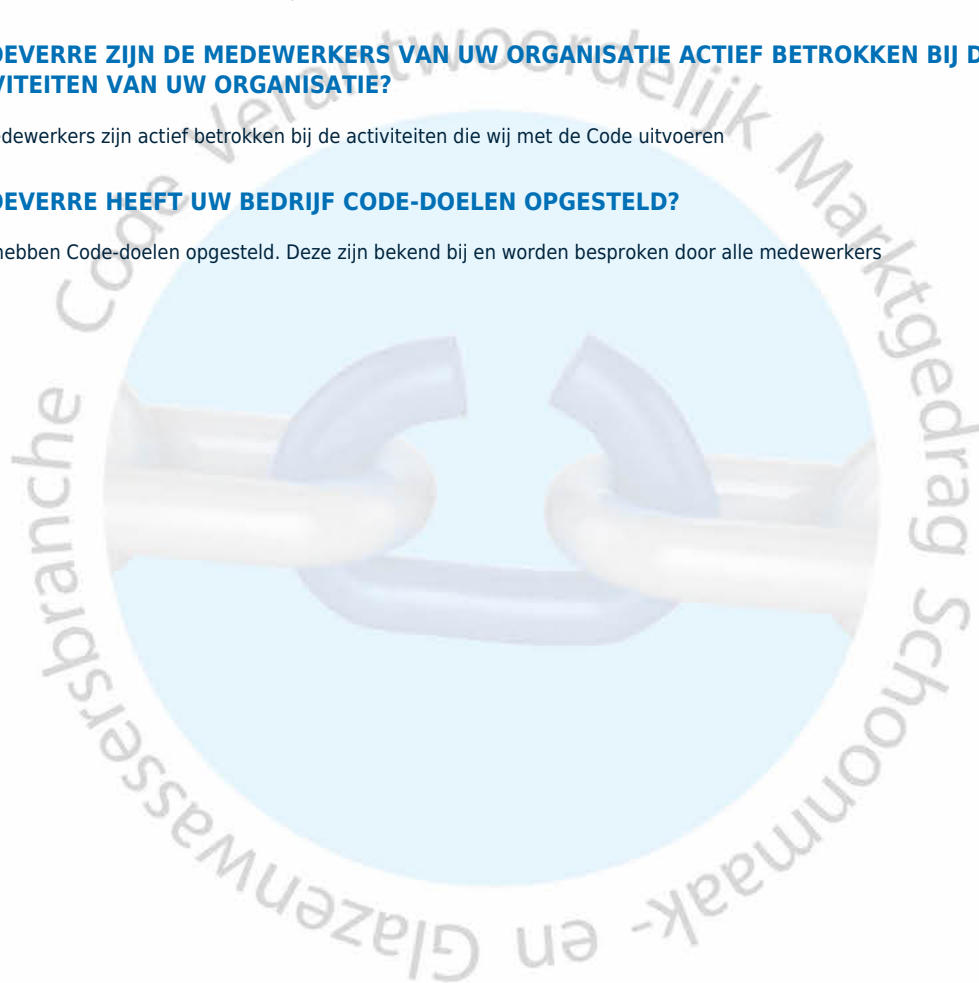 OEVERRE ZIJN DE MEDEWERKERS VAN UW ORGANISATIE ACTIEF BETROKKEN BIJ D
VITEITEN VAN UW ORGANISATIE?
dewerkers zijn actief betrokken bij de activiteiten die wij met de Code uitvoeren
OEVERRE HEEFT UW BEDRIJF CODE-DOELEN OPGESTELD?
hebben Code-doelen opgesteld. Deze zijn bekend bij en worden besproken door alle medewerkers
Code Verantwoordelijk Marktgedrag Schoonmaak- en Glazenwassersbranche